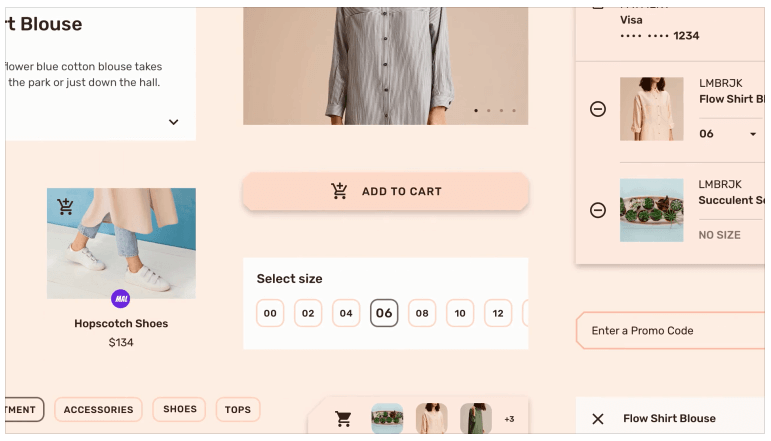 rt Blouse
flower blue cotton blouse takes
the park or just down the hall.
MAL
Hopscotch Shoes
$134
TMENT
ACCESSORIES
SHOES
TOPS
ADD TO CART
Select size
00 02 04 06 08 10 12
+3
Visa
•••• •••• 1234
LMBRJK
Flow Shirt Bl
06
LMBRJK
Succulent Se
NO SIZE
Enter a Promo Code
Flow Shirt Blouse